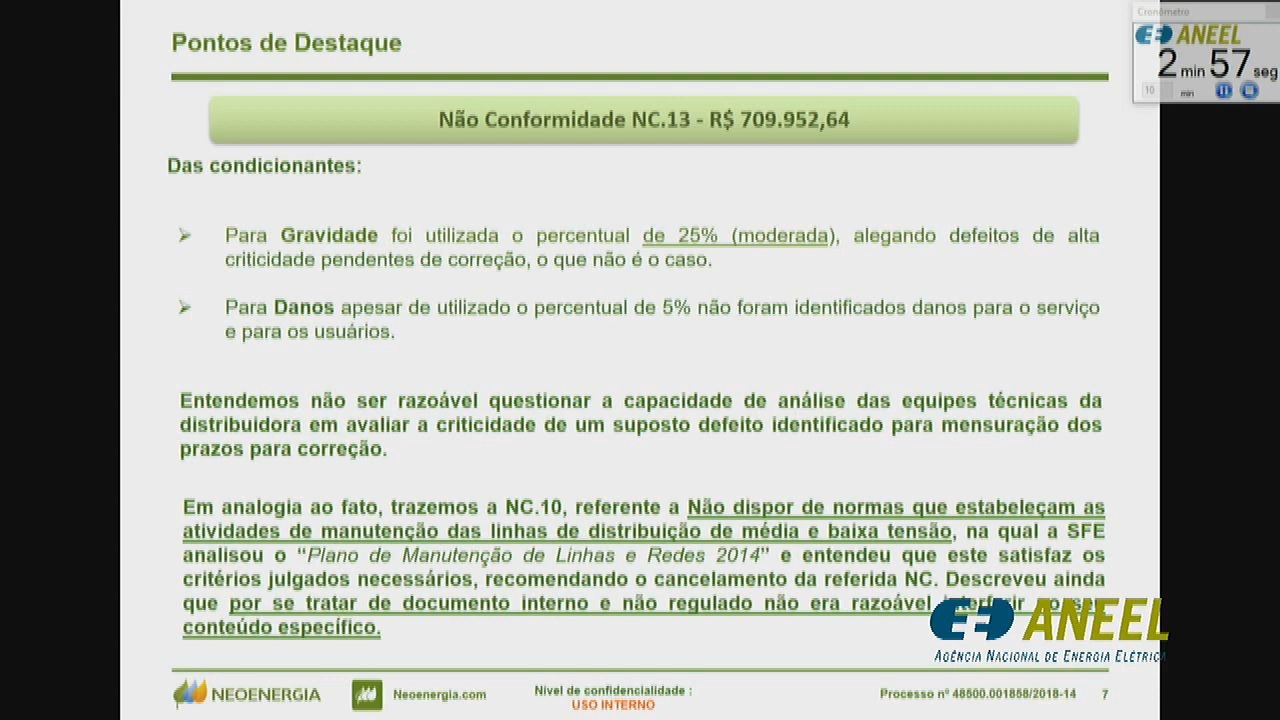 Pontos de Destaque
Cronômetro
ANEEL
2 min 57 seg
10 min
Não Conformidade NC.13 - R$ 709.952,64
Das condicionantes:
Para Gravidade foi utilizada o percentual de 25% (moderada), alegando defeitos de alta
criticidade pendentes de correção, o que não é o caso.
Para Danos apesar de utilizado o percentual de 5% não foram identificados danos para o serviço
e para os usuários.
Entendemos não ser razoável questionar a capacidade de análise das equipes técnicas da
distribuidora em avaliar a criticidade de um suposto defeito identificado para mensuração dos
prazos para correção.
Em analogia ao fato, trazemos a NC.10, referente a Não dispor de normas que estabeleçam as
atividades de manutenção das linhas de distribuição de média e baixa tensão, na qual a SFE
analisou o “Plano de Manutenção de Linhas e Redes 2014” e entendeu que este satisfaz os
critérios julgados necessários, recomendando o cancelamento da referida NC. Descreveu ainda
que por se tratar de documento interno e não regulado não era razoável interferir
conteúdo específico.
ANEEL
AGÊNCIA NACIONAL DE ENERGIA ELÉTRICA
NEOENERGIA
Neoenergia.com
Nivel de confidencialidade :
USO INTERNO
Processo nº 48500.001858/2018-14 7